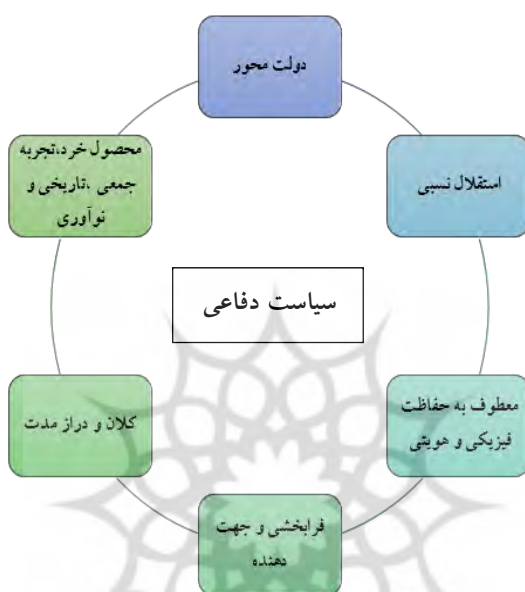 دولت محور
استقلال نسبی
معطوف به حفاظت
فیزیکی و هویتی
فرابخشی و جهت
دهنده
کلان و دراز مدت
محصول خرد،تجربه
جمعی ،تاریخی و
نوآوری
سیاست دفاعی